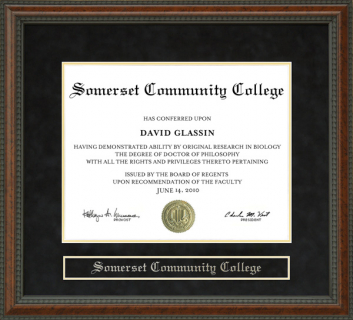 Somerset Community College
HAS CONFERRED UPON
DAVID GLASSIN
HAVING DEMONSTRATED ABILITY BY ORIGINAL RESEARCH IN BIOLOGY
THE DEGREE OF DOCTOR OF PHILOSOPHY
WITH ALL THE RIGHTS AND PRIVILEGES THERETO PERTAINING
ISSUED BY THE BOARD OF REGENTS
UPON RECOMMENDATION OF THE FACULTY
JUNE 14, 2010
PROVOST
PRESIDENT
Somerset Community College